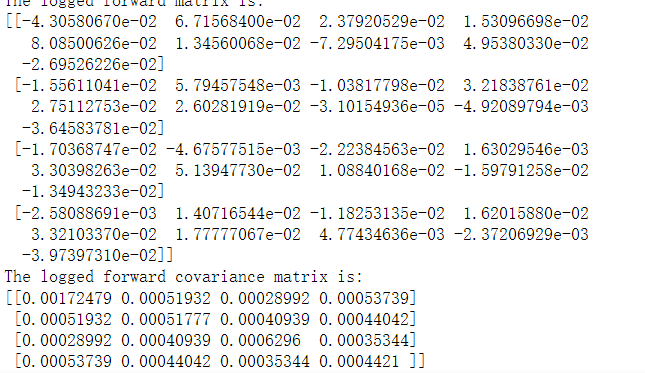 The logged forward matrix is:
[[-4.30580670e-02 6.71568400e-02 2.37920529e-02 1.53096698e-02
8.08500626e-02 1.34560068e-02 -7.29504175e-03 4.95380330e-02
-2.69526226e-02]
[-1.55611041e-02 5.79457548e-03 -1.03817798e-02 3.21838761e-02
2.75112753e-02 2.60281919e-02 -3.10154936e-05 -4.92089794e-03
-3.64583781e-02]
[-1.70368747e-02 -4.67577515e-03 -2.22384563e-02 1.63029546e-03
3.30398263e-02 5.13947730e-02 1.08840168e-02 -1.59791258e-02
-1.34943233e-02]
[-2.58088691e-03 1.40716544e-02 -1.18253135e-02 1.62015880e-02
3.32103370e-02 1.77777067e-02 4.77434636e-03 -2.37206929e-03
-3.97397310e-02]]
The logged forward covariance matrix is:
[[0.00172479 0.00051932 0.00028992 0.00053739]
[0.00051932 0.00051777 0.00040939 0.00044042]
[0.00028992 0.00040939 0.0006296 0.00035344]
[0.00053739 0.00044042 0.00035344 0.0004421 ]]